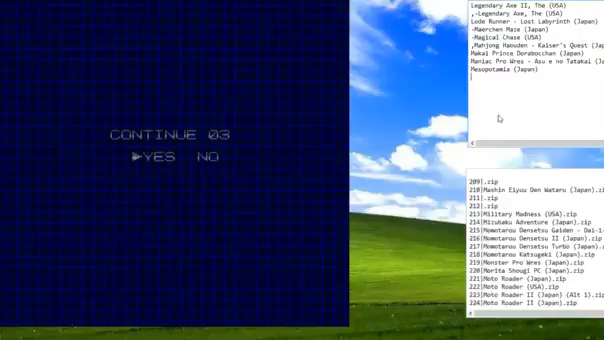 CONTINUE 03
▶YES NO
Legendary Axe II, The (USA)
,-Legendary Axe, The (USA)
Lode Runner - Lost Labyrinth (Japan)
-Maerchen Maze (Japan)
-Magical Chase (USA)
,Mahjong Haouden - Kaiser's Quest (Jap
Makai Prince Dorabocchan (Japan)
Maniac Pro Wres - Asu e no Tatakai (Ja
Mesopotamia (Japan)
209|.zip
210|Mashin Eiyuu Den Wataru (Japan).zi
211|.zip
212|.zip
213|Military Madness (USA).zip
214|Mizubaku Adventure (Japan).zip
215|Momotarou Densetsu Gaiden - Dai-1-
216|Momotarou Densetsu II (Japan).zip
217|Momotarou Densetsu Turbo (Japan).zip
218|Momotarou Katsugeki (Japan).zip
219|Monster Pro Wres (Japan).zip
220|Morita Shougi PC (Japan).zip
221|Moto Roader (Japan).zip
222|Moto Roader (USA).zip
223|Moto Roader II (Japan) (Alt 1).zip
224|Moto Roader II (Japan).zip